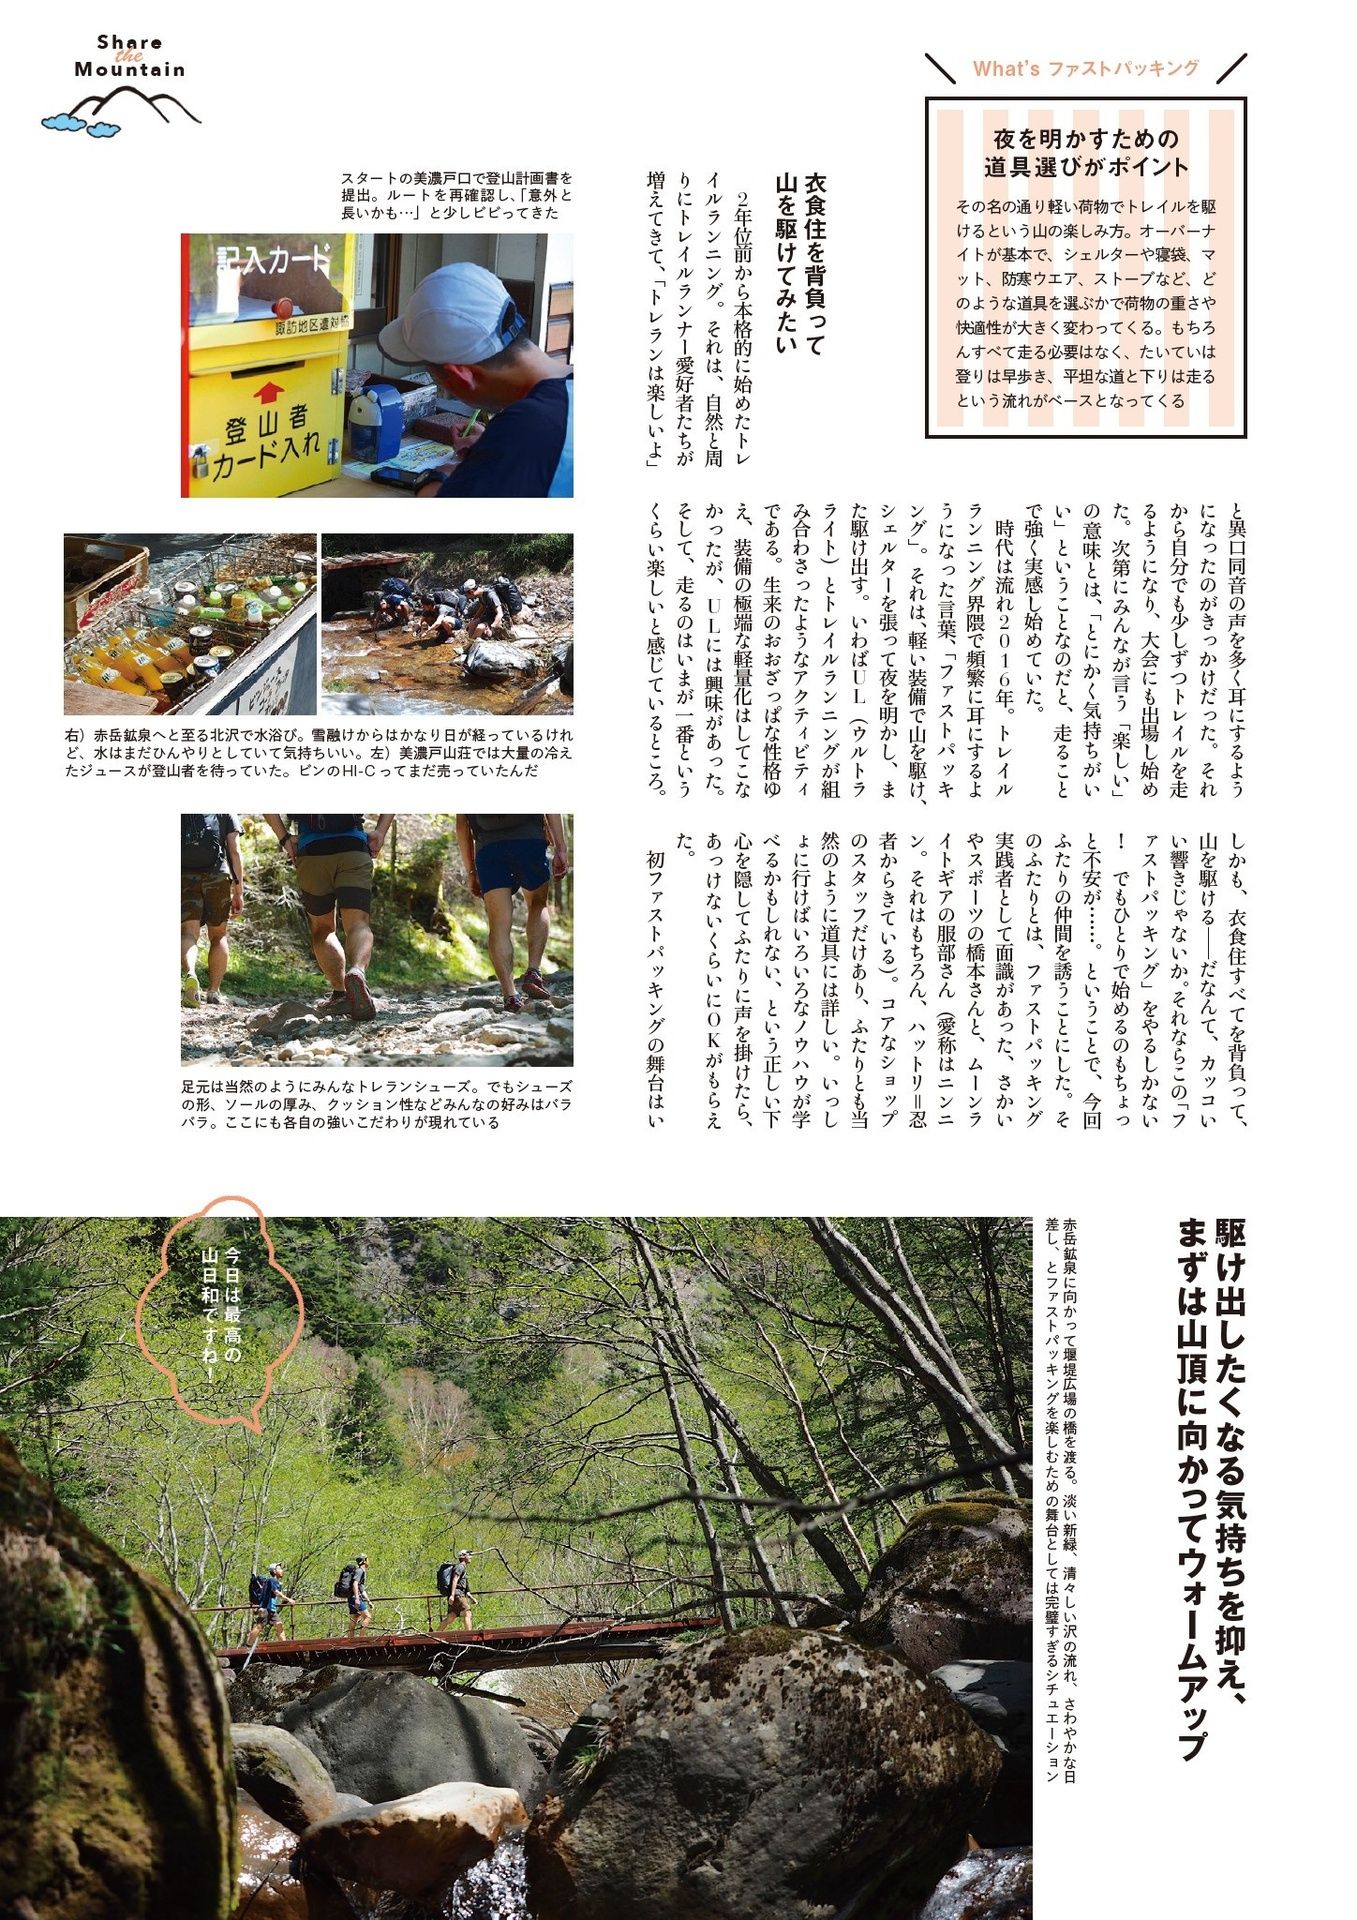 Share
the
Mountain
What's ファストパッキング
夜を明かすための
道具選びがポイント
その名の通り軽い荷物でトレイルを駆
けるという山の楽しみ方。オーバーナ
イトが基本で、シェルターや寝袋、マ
ット、防寒ウエア、ストーブなど、ど
のような道具を選ぶかで荷物の重さや
快適性が大きく変わってくる。もちろ
んすべて走る必要はなく、たいていは
登りは早歩き、平坦な道と下りは走る
という流れがベースとなってくる
衣食住を背負って
山を駆けてみたい
2年位前から本格的に始めたトレ
イルランニング。それは、自然と周
りにトレイルランナー愛好者たちが
増えてきて、「トレランは楽しいよ」
と異口同音の声を多く耳にするよう
になったのがきっかけだった。それ
から自分でも少しずつトレイルを走
るようになり、大会にも出場し始め
た。次第にみんなが言う「楽しい」
の意味とは、「とにかく気持ちがい
い」ということなのだと、走ること
で強く実感し始めていた。
時代は流れ2016年。トレイル
ランニング界隈で頻繁に耳にするよ
うになった言葉、「ファストパッキ
ング」。それは、軽い装備で山を駆け、
シェルターを張って夜を明かし、ま
た駆け出す。いわばUL（ウルトラ
ライト）とトレイルランニングが組
み合わさったようなアクティビティ
である。生来のおおざっぱな性格ゆ
え、装備の極端な軽量化はしてこな
かったが、ULには興味があった。
そして、走るのはいまが一番という
くらい楽しいと感じているところ。
しかも、衣食住すべてを背負って、
山を駆ける――だなんて、カッコい
い響きじゃないか。それならこの「フ
ァストパッキング」をやるしかない
！　でもひとりで始めるのもちょっ
と不安が……。ということで、今回
ふたりの仲間を誘うことにした。そ
のふたりとは、ファストパッキング
実践者として面識があった、さかい
やスポーツの橋本さんと、ムーンラ
イトギアの服部さん（愛称はニンニ
ン。それはもちろん、ハットリ＝忍
者からきている）。コアなショップ
のスタッフだけあり、ふたりとも当
然のように道具には詳しい。いっし
ょに行けばいろいろなノウハウが学
べるかもしれない、という正しい下
心を隠してふたりに声を掛けたら、
あっけないくらいにOKがもらえ
た。
初ファストパッキングの舞台はい
スタートの美濃戸口で登山計画書を
提出。ルートを再確認し、「意外と
長いかも…」と少しビビってきた
記入カード
諏訪地区遭対協
登山者
カード入れ
右）赤岳鉱泉へと至る北沢で水浴び。雪融けからはかなり日が経っているけれ
ど、水はまだひんやりとしていて気持ちいい。左）美濃戸山荘では大量の冷え
たジュースが登山者を待っていた。ビンのHI-Cってまだ売っていたんだ
足元は当然のようにみんなトレランシューズ。でもシューズ
の形、ソールの厚み、クッション性などみんなの好みはバラ
バラ。ここにも各自の強いこだわりが現れている
駆け出したくなる気持ちを抑え、
まずは山頂に向かってウォームアップ
赤岳鉱泉に向かって堰堤広場の橋を渡る。淡い新緑、清々しい沢の流れ、さわやかな日
差し、とファストパッキングを楽しむための舞台としては完璧すぎるシチュエーション
今日は最高の
山日和ですね！